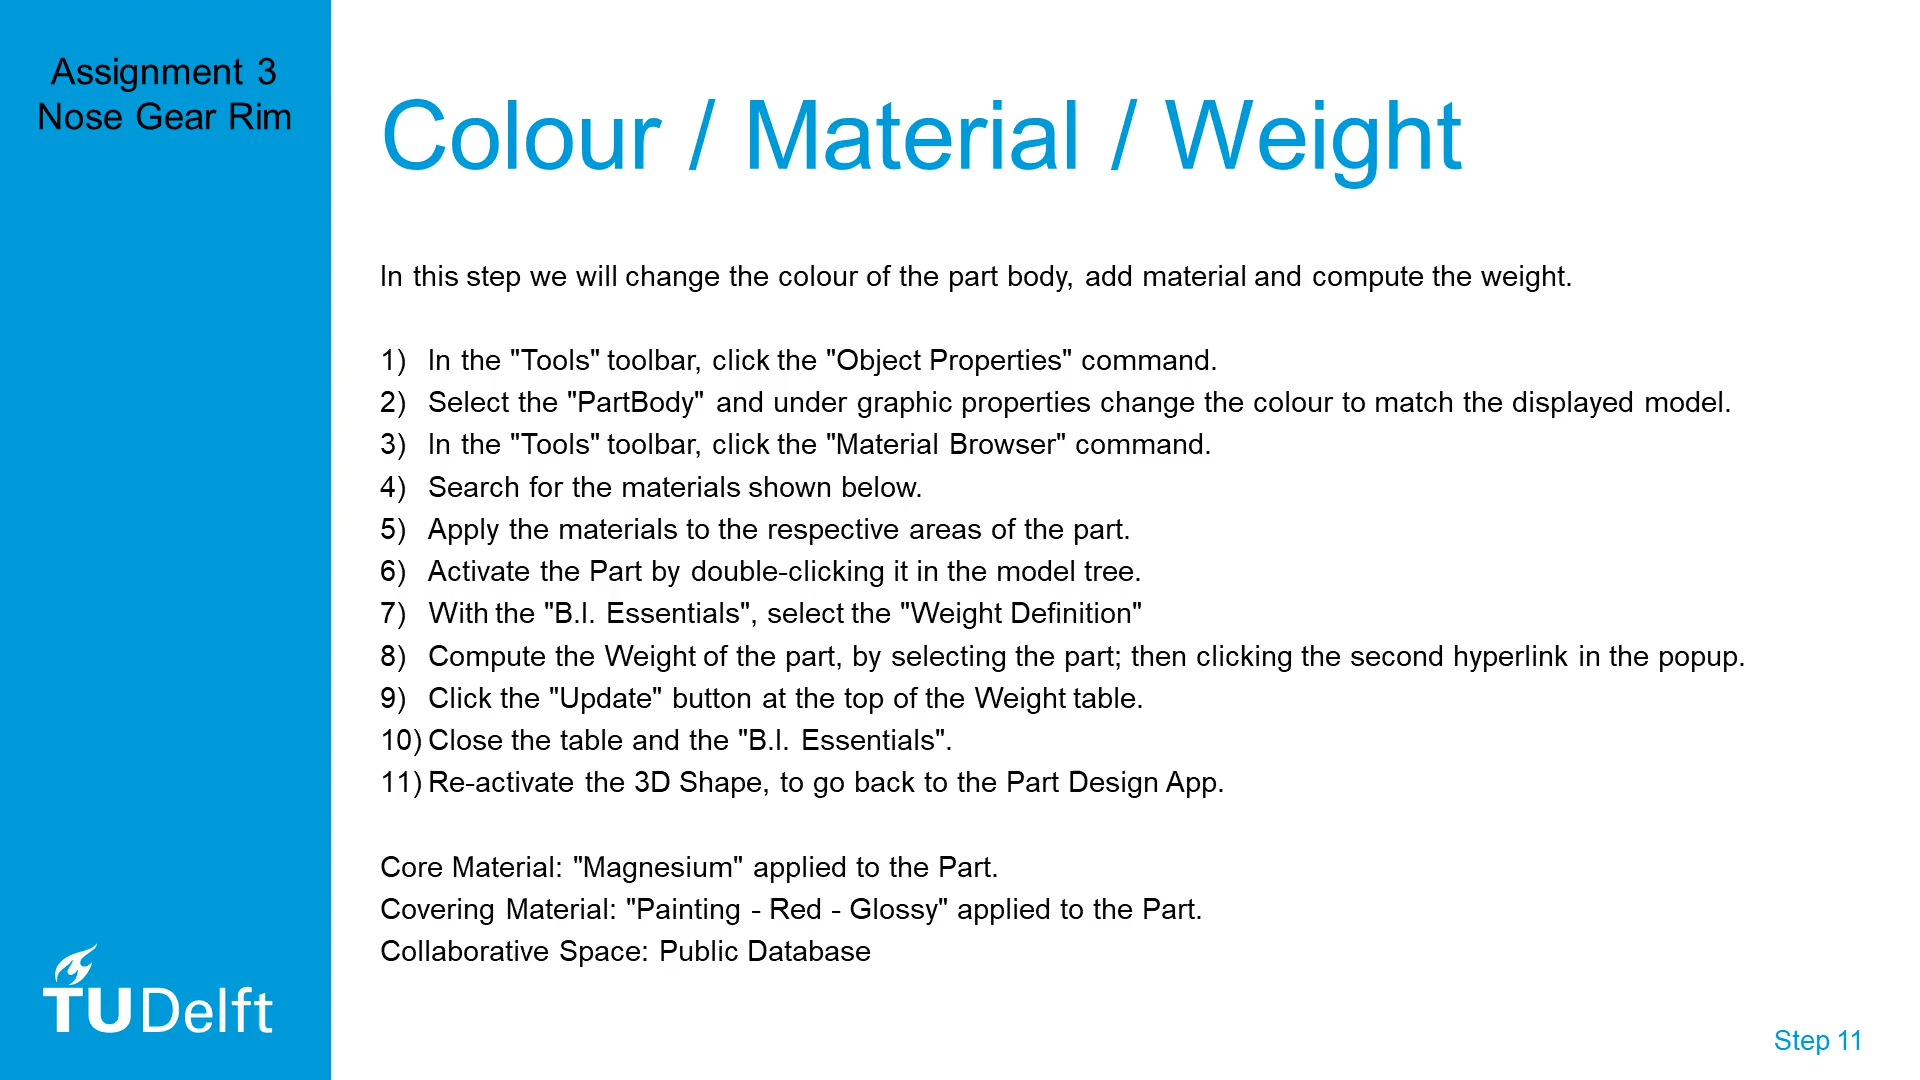 Assignment 3
Nose Gear Rim
Colour / Material / Weight
In this step we will change the colour of the part body, add material and compute the weight.
1) In the "Tools" toolbar, click the "Object Properties" command.
2) Select the "PartBody" and under graphic properties change the colour to match the displayed model.
3) In the "Tools" toolbar, click the "Material Browser" command.
4) Search for the materials shown below.
5) Apply the materials to the respective areas of the part.
6) Activate the Part by double-clicking it in the model tree.
7) With the "B.I. Essentials", select the "Weight Definition"
8) Compute the Weight of the part, by selecting the part; then clicking the second hyperlink in the popup.
9) Click the "Update" button at the top of the Weight table.
10) Close the table and the "B.I. Essentials".
11) Re-activate the 3D Shape, to go back to the Part Design App.
Core Material: "Magnesium" applied to the Part.
Covering Material: "Painting - Red - Glossy" applied to the Part.
Collaborative Space: Public Database
TUDelft
Step 11